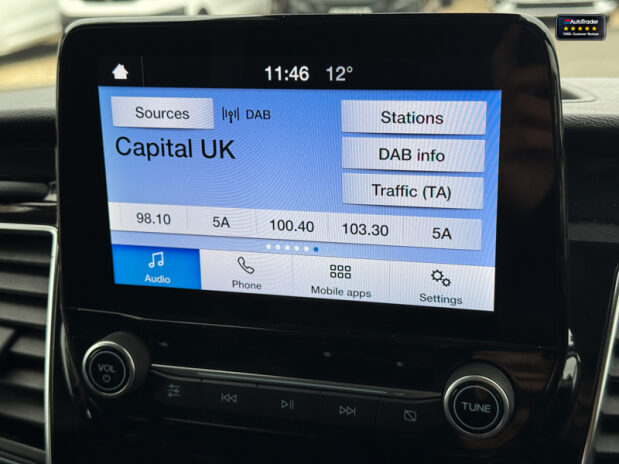 AutoTrader
11:46 12°
Sources DAB
Stations
Capital UK
DAB info
Traffic (TA)
98.10 5A 100.40 103.30 5A
Audio Phone Mobile apps Settings
VOL
TUNE